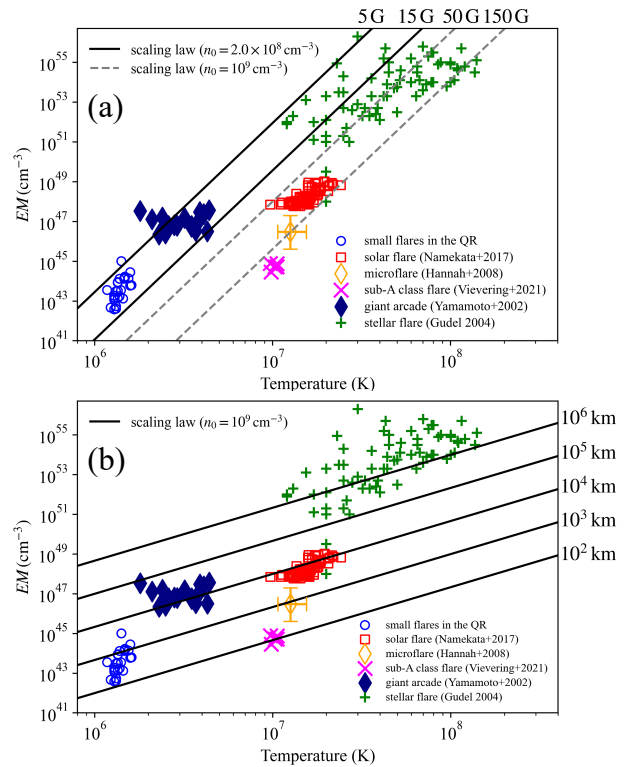 5 G 15 G 50 G 150 G
scaling law (n₀ = 2.0 × 10⁸ cm⁻³)
scaling law (n₀ = 10⁹ cm⁻³)
(a)
10⁵⁵
10⁵³
10⁵¹
10⁴⁹
10⁴⁷
10⁴⁵
10⁴³
10⁴¹
EM (cm⁻³)
small flares in the QR
solar flare (Namekata+2017)
microflare (Hannah+2008)
sub-A class flare (Vievering+2021)
giant arcade (Yamamoto+2002)
stellar flare (Gudel 2004)
10⁶ 10⁷ 10⁸
Temperature (K)
scaling law (n₀ = 10⁹ cm⁻³)
(b)
10⁵⁵
10⁵³
10⁵¹
10⁴⁹
10⁴⁷
10⁴⁵
10⁴³
10⁴¹
EM (cm⁻³)
10⁶ km
10⁵ km
10⁴ km
10³ km
10² km
small flares in the QR
solar flare (Namekata+2017)
microflare (Hannah+2008)
sub-A class flare (Vievering+2021)
giant arcade (Yamamoto+2002)
stellar flare (Gudel 2004)
10⁶ 10⁷ 10⁸
Temperature (K)